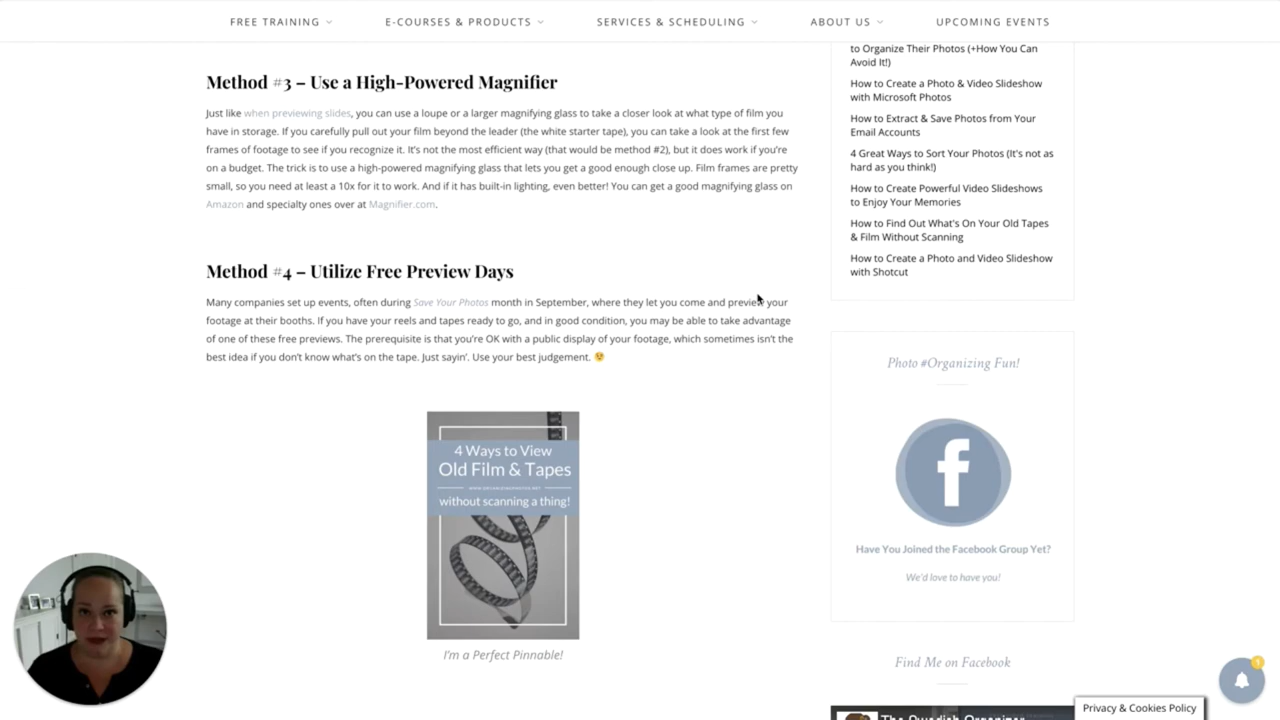 FREE TRAINING
E-COURSES & PRODUCTS
SERVICES & SCHEDULING
ABOUT US
UPCOMING EVENTS
Method #3 – Use a High-Powered Magnifier
Just like when previewing slides, you can use a loupe or a larger magnifying glass to take a closer look at what type of film you
have in storage. If you carefully pull out your film beyond the leader (the white starter tape), you can take a look at the first few
frames of footage to see if you recognize it. It's not the most efficient way (that would be method #2), but it does work if you're
on a budget. The trick is to use a high-powered magnifying glass that lets you get a good enough close up. Film frames are pretty
small, so you need at least a 10x for it to work. And if it has built-in lighting, even better! You can get a good magnifying glass on
Amazon and specialty ones over at Magnifier.com.
Method #4 – Utilize Free Preview Days
Many companies set up events, often during Save Your Photos month in September, where they let you come and preview your
footage at their booths. If you have your reels and tapes ready to go, and in good condition, you may be able to take advantage
of one of these free previews. The prerequisite is that you're OK with a public display of your footage, which sometimes isn't the
best idea if you don't know what's on the tape. Just sayin'. Use your best judgement. 😉
4 Ways to View
Old Film & Tapes
without scanning a thing!
I'm a Perfect Pinnable!
to Organize Their Photos (+How You Can
Avoid It!)
How to Create a Photo & Video Slideshow
with Microsoft Photos
How to Extract & Save Photos from Your
Email Accounts
4 Great Ways to Sort Your Photos (It's not as
hard as you think!)
How to Create Powerful Video Slideshows
to Enjoy Your Memories
How to Find Out What's On Your Old Tapes
& Film Without Scanning
How to Create a Photo and Video Slideshow
with Shotcut
Photo #Organizing Fun!
f
Have You Joined the Facebook Group Yet?
We'd love to have you!
Find Me on Facebook
The Swedish Organizer
1
Privacy & Cookies Policy